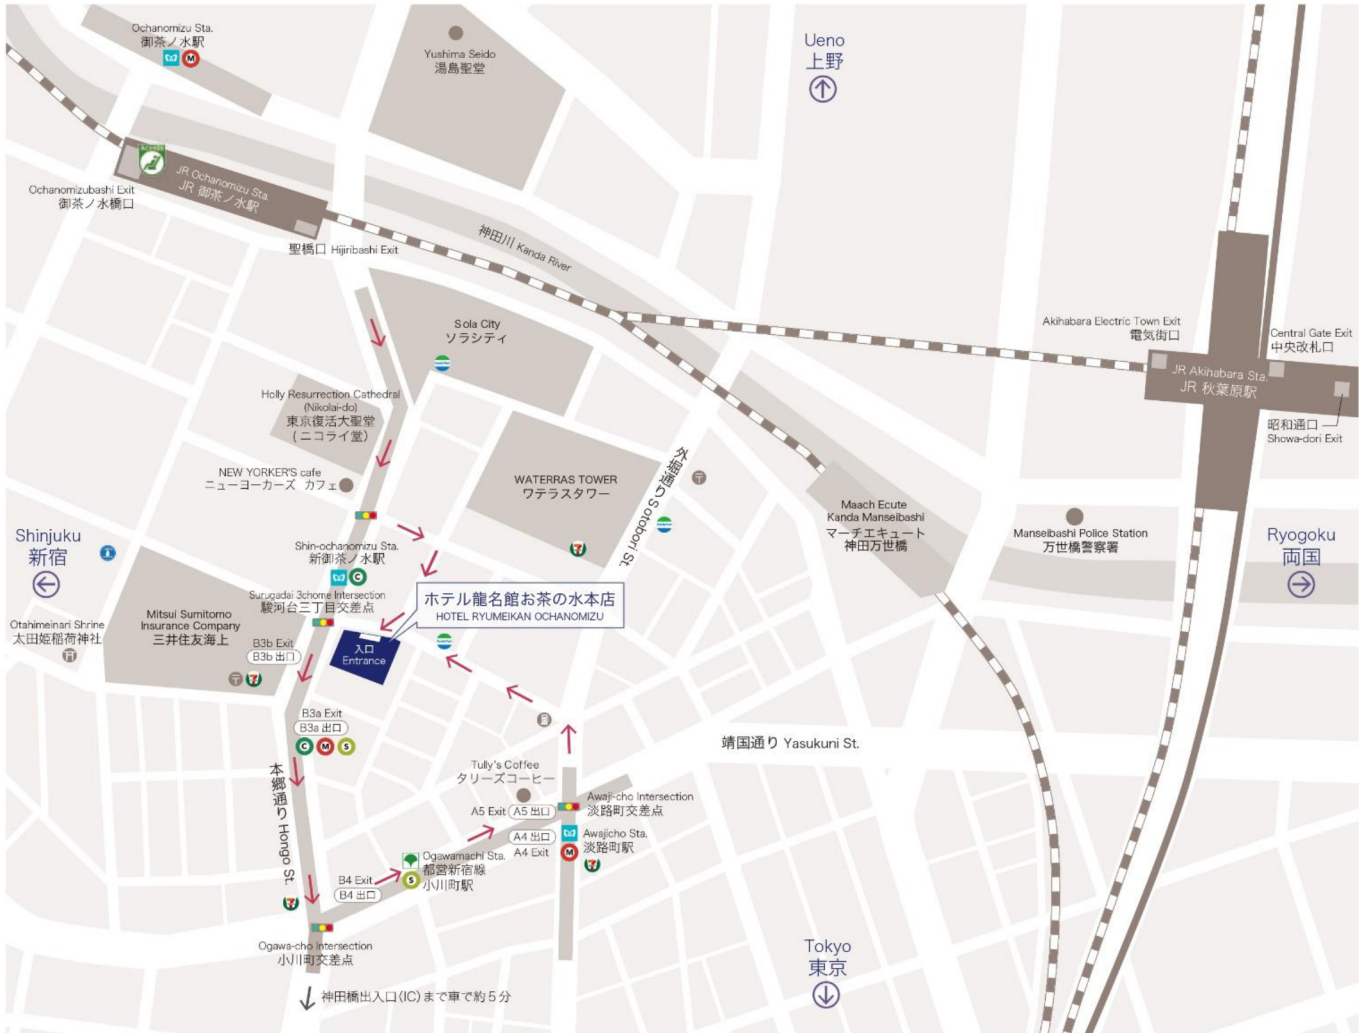 Ochanomizu Sta.
御茶ノ水駅
M
Yushima Seido
湯島聖堂
Ueno
上野
ACCESS
JR Ochanomizu Sta.
JR 御茶ノ水駅
Ochanomizubashi Exit
御茶ノ水橋口
聖橋口 Hijiribashi Exit
神田川 Kanda River
Sola City
ソラシティ
Akihabara Electric Town Exit
電気街口
Central Gate Exit
中央改札口
JR Akihabara Sta.
JR 秋葉原駅
昭和通口
Showa-dori Exit
Holly Resurrection Cathedral
(Nikolai-do)
東京復活大聖堂
(ニコライ堂)
NEW YORKER'S cafe
ニューヨーカーズ カフェ
WATERRAS TOWER
ワテラスタワー
外堀通り Sotobori St.
〒
Maach Ecute
Kanda Manseibashi
マーチエキュート
神田万世橋
Manseibashi Police Station
万世橋警察署
Shinjuku
新宿
Ryogoku
両国
Shin-ochanomizu Sta.
新御茶ノ水駅
C
7
Surugadai 3chome Intersection
駿河台三丁目交差点
ホテル龍名館お茶の水本店
HOTEL RYUMEIKAN OCHANOMIZU
Otahimeinari Shrine
太田姫稲荷神社
Mitsui Sumitomo
Insurance Company
三井住友海上
B3b Exit
B3b 出口
入口
Entrance
〒
7
B3a Exit
B3a 出口
C M S
本郷通り Hongo St.
靖国通り Yasukuni St.
Tully's Coffee
タリーズコーヒー
A5 Exit A5 出口
Awaji-cho Intersection
淡路町交差点
A4 出口
A4 Exit
Awajicho Sta.
淡路町駅
M
7
Ogawamachi Sta.
都営新宿線
小川町駅
S
B4 Exit
B4 出口
7
Ogawa-cho Intersection
小川町交差点
Tokyo
東京
神田橋出入口(IC)まで車で約5分